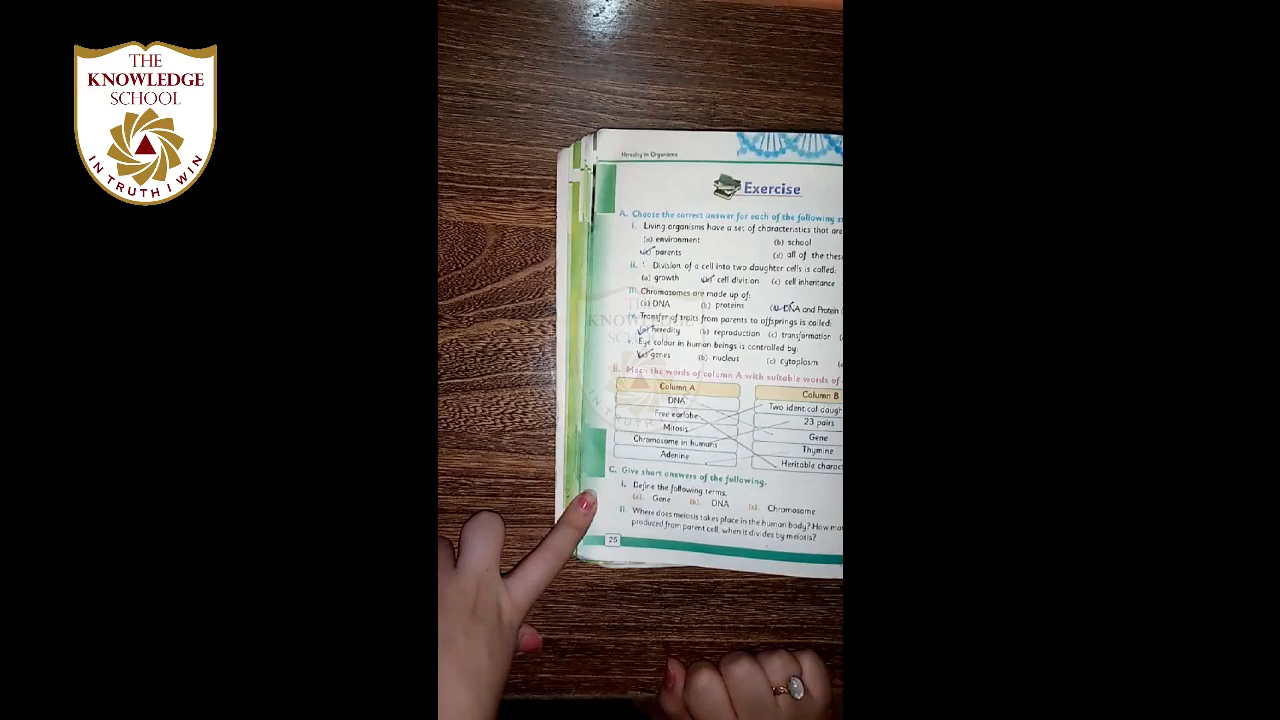 THE
KNOWLEDGE
SCHOOL
IN TRUTH I WIN
Heredity in Organisms
Exercise
A. Choose the correct answer for each of the following
i. Living organisms have a set of characteristics that are
(a) environment (b) school
(c) parents (d) all of the
ii. Division of a cell into two daughter cells is called:
(a) growth (b) cell division (c) cell inheritance
iii. Chromosomes are made up of:
DNA (b) proteins DNA and Protein
iv. Transfer of traits from parents to offsprings is called:
(a) heredity (b) reproduction (c) transformation
v. Eye colour in human beings is controlled by:
(a) genes (b) nucleus (c) cytoplasm
B. Mach the words of column A with suitable words of
Column A Column B
DNA Two identical
Free earlobe 23 pairs
Mitosis Gene
Chromosome in humans Thymine
Adenine Heritable
C. Give short answers of the following.
I. Define the following terms.
(a). Gene (b). DNA (c). Chromosome
II. Where does meiosis takes place in the human body? How
produced from parent cell, when it divides by meiosis?
25